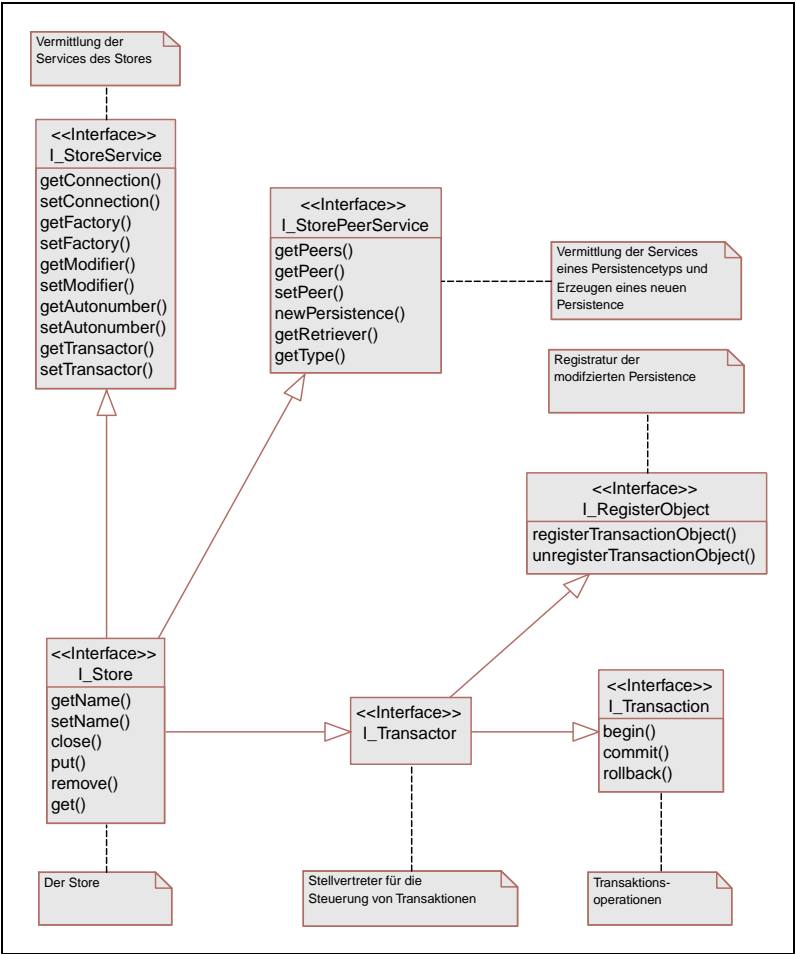 Vermittlung der
Services des Stores
<<Interface>>
I_StoreService
getConnection()
setConnection()
getFactory()
setFactory()
getModifier()
setModifier()
getAutonumber()
setAutonumber()
getTransactor()
setTransactor()
<<Interface>>
I_StorePeerService
getPeers()
getPeer()
setPeer()
newPersistence()
getRetriever()
getType()
Vermittlung der Services
eines Persistencetyps und
Erzeugen eines neuen
Persistence
Registratur der
modifzierten Persistence
<<Interface>>
I_RegisterObject
registerTransactionObject()
unregisterTransactionObject()
<<Interface>>
I_Store
getName()
setName()
close()
put()
remove()
get()
<<Interface>>
I_Transactor
<<Interface>>
I_Transaction
begin()
commit()
rollback()
Der Store
Stellvertreter für die
Steuerung von Transaktionen
Transaktions-
operationen